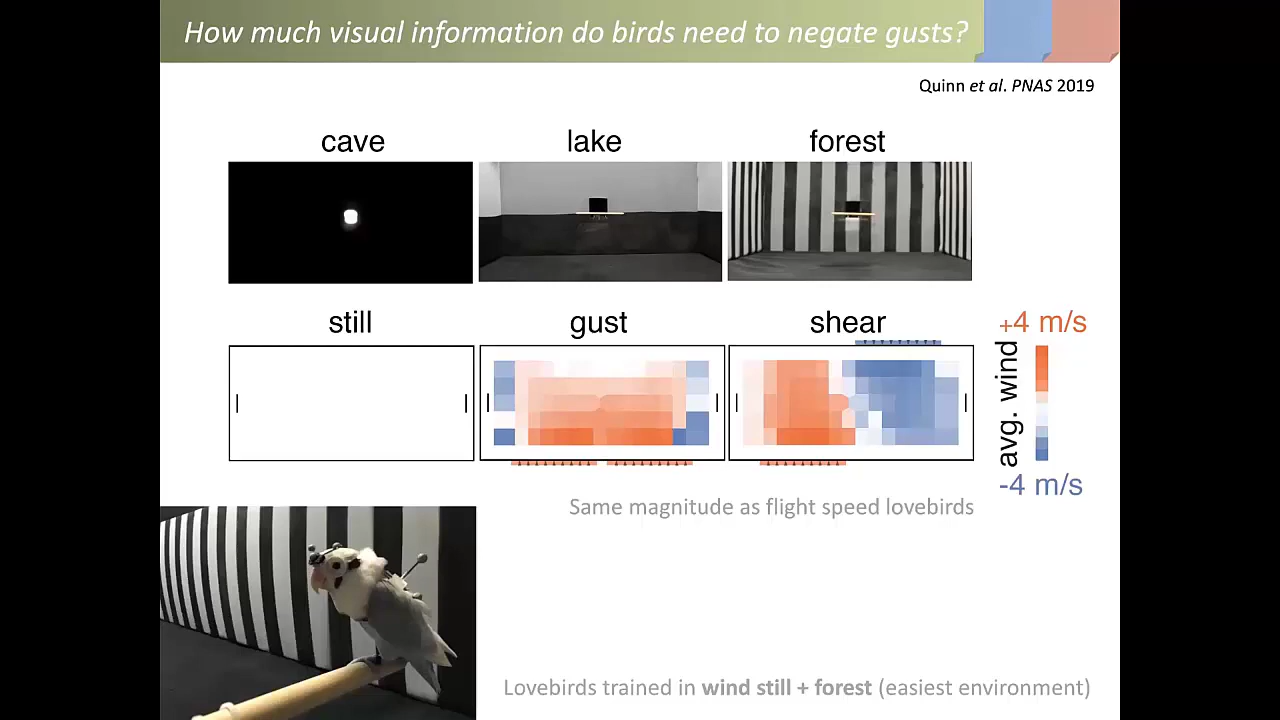 How much visual information do birds need to negate gusts?
Quinn et al. PNAS 2019
cave
lake
forest
still
gust
shear
+4 m/s
avg. wind
-4 m/s
Same magnitude as flight speed lovebirds
Lovebirds trained in wind still + forest (easiest environment)